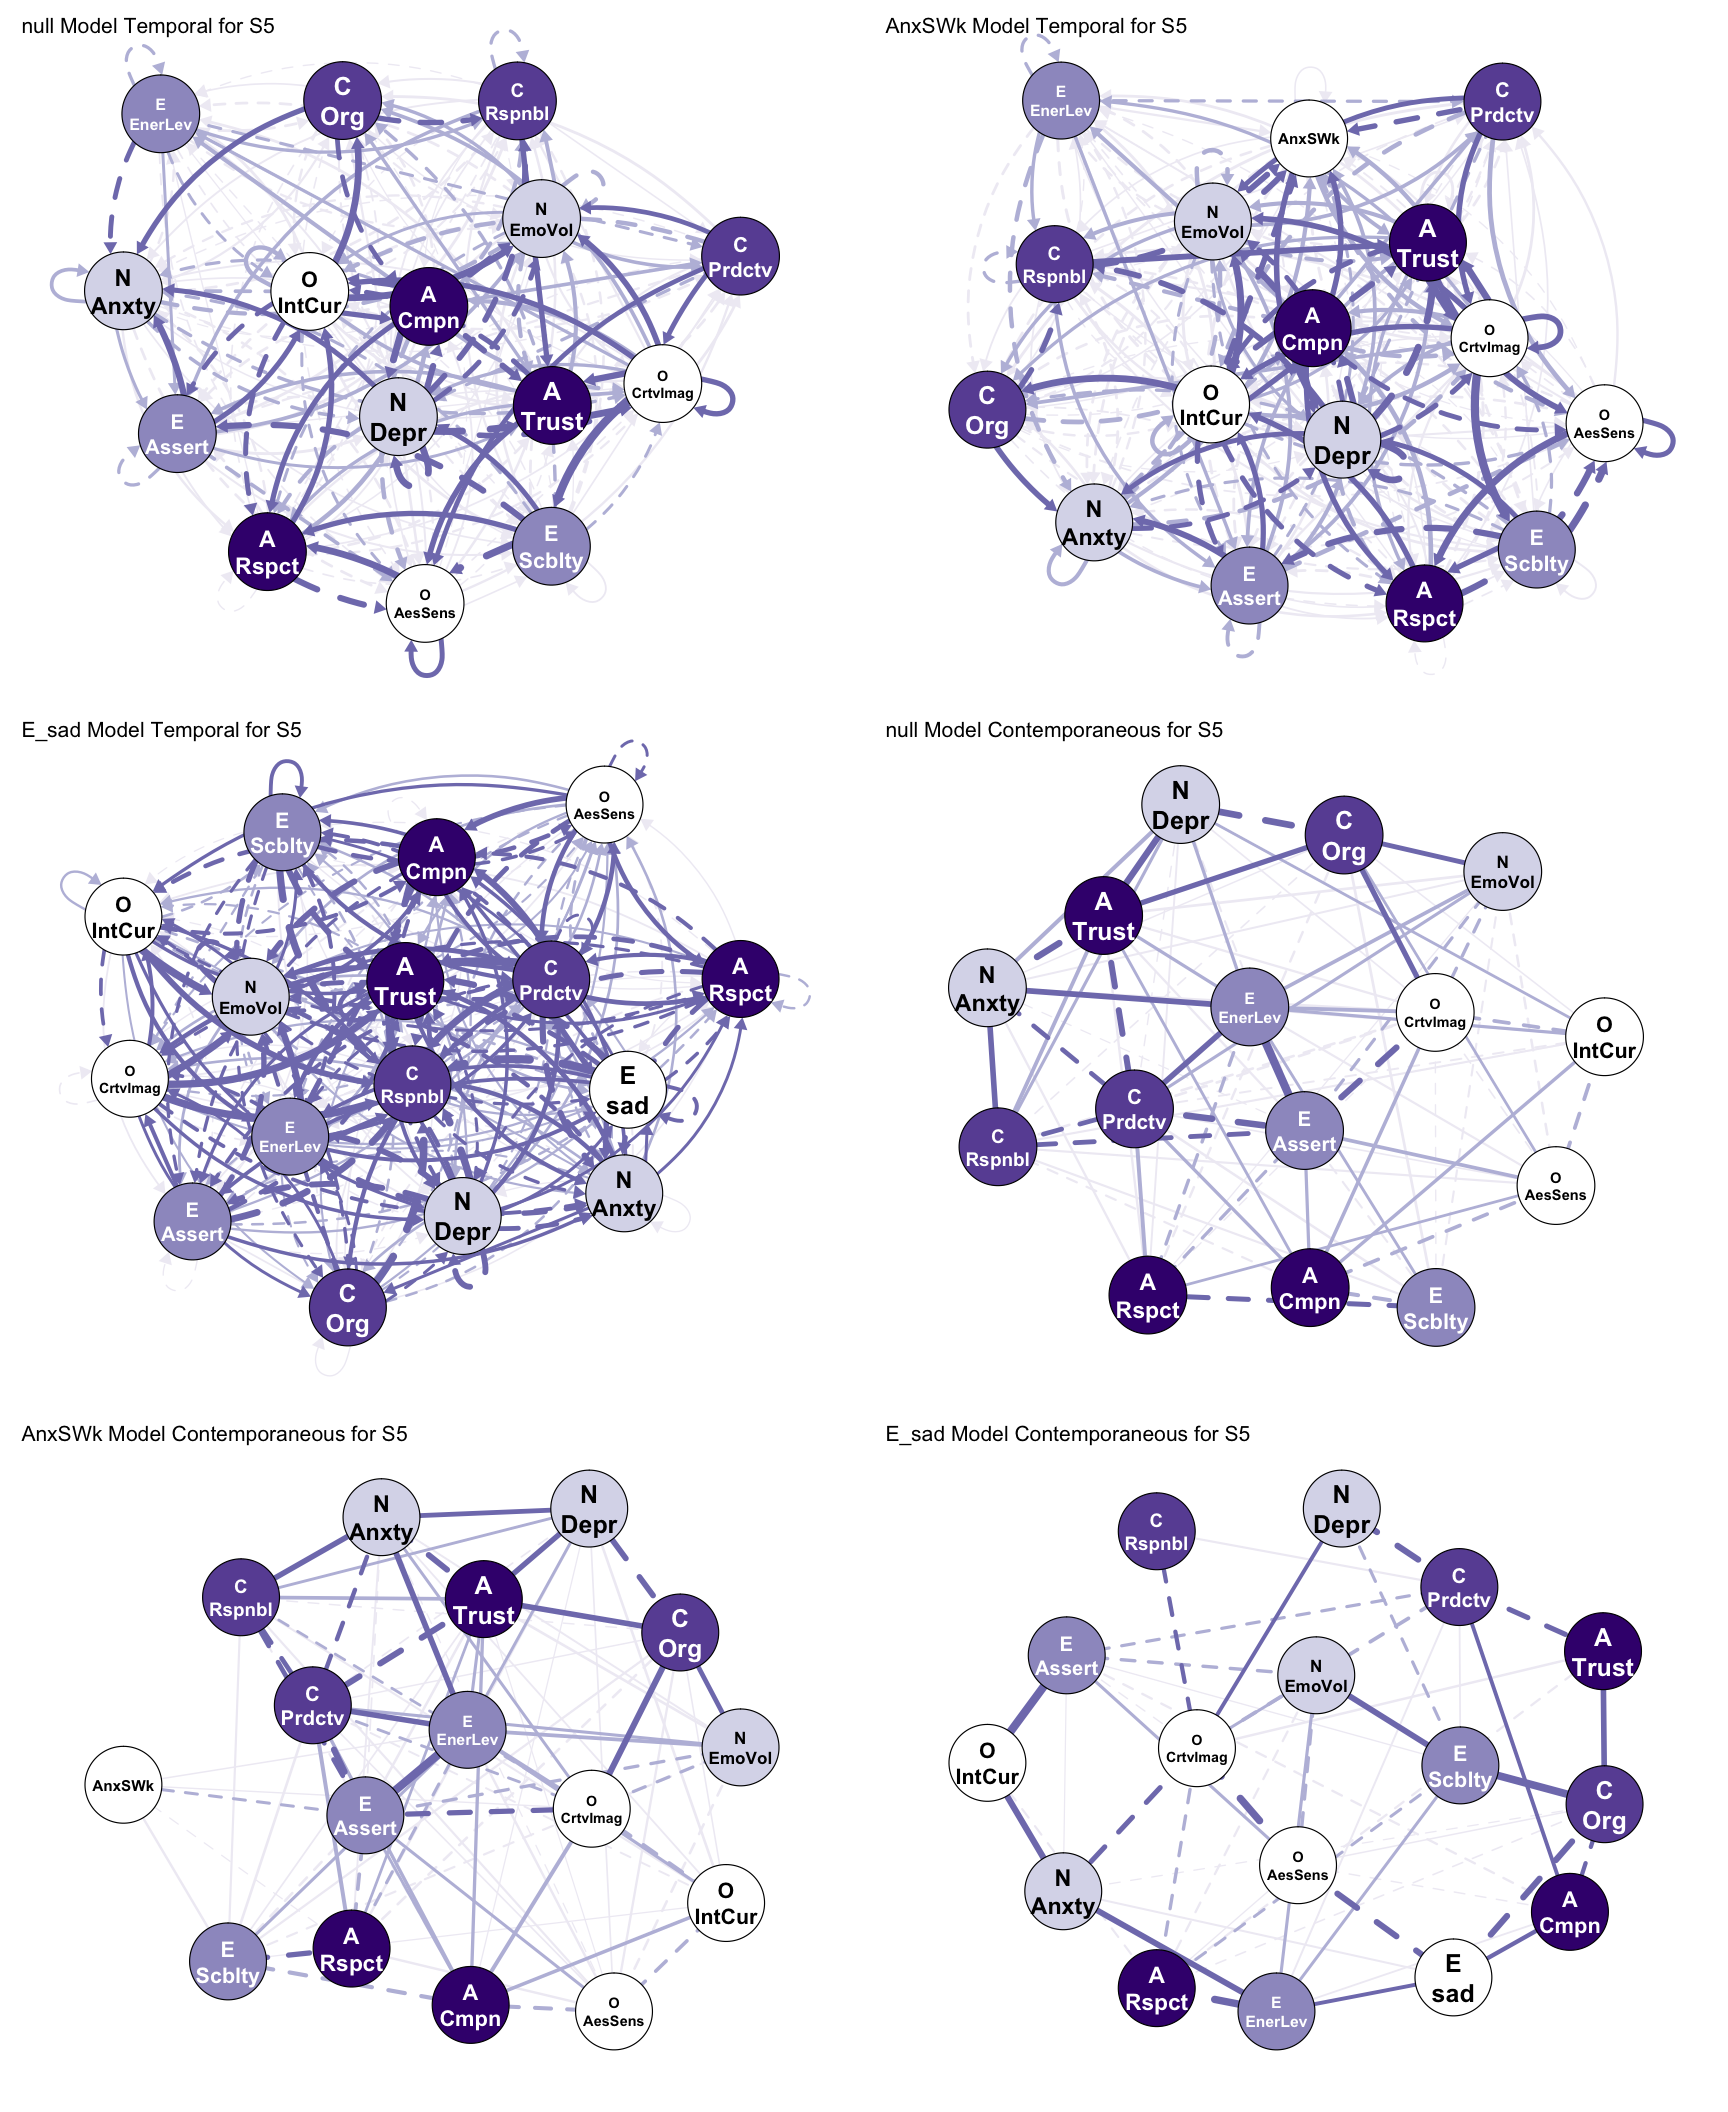 null Model Temporal for S5
E
EnerLev
C
Org
C
Rspnbl
N
EmoVol
C
Prdctv
N
Anxty
O
IntCur
A
Cmpn
O
CrtvImag
E
Assert
N
Depr
A
Trust
A
Rspct
E
Scblty
O
AesSens
AnxSWk Model Temporal for S5
E
EnerLev
C
Prdctv
AnxSWk
N
EmoVol
A
Trust
C
Rspnbl
A
Cmpn
O
CrtvImag
C
Org
O
IntCur
N
Depr
O
AesSens
N
Anxty
E
Assert
A
Rspct
E
Scblty
E_sad Model Temporal for S5
O
AesSens
E
Scblty
A
Cmpn
O
IntCur
N
EmoVol
A
Trust
C
Prdctv
A
Rspct
O
CrtvImag
C
Rspnbl
E
sad
E
EnerLev
E
Assert
N
Depr
N
Anxty
C
Org
null Model Contemporaneous for S5
N
Depr
C
Org
N
EmoVol
A
Trust
N
Anxty
E
EnerLev
O
CrtvImag
O
IntCur
C
Rspnbl
C
Prdctv
E
Assert
O
AesSens
A
Rspct
A
Cmpn
E
Scblty
AnxSWk Model Contemporaneous for S5
N
Anxty
N
Depr
C
Rspnbl
A
Trust
C
Org
C
Prdctv
E
EnerLev
N
EmoVol
AnxSWk
E
Assert
O
CrtvImag
O
IntCur
E
Scblty
A
Rspct
A
Cmpn
O
AesSens
E_sad Model Contemporaneous for S5
C
Rspnbl
N
Depr
C
Prdctv
E
Assert
N
EmoVol
A
Trust
O
IntCur
O
CrtvImag
E
Scblty
C
Org
N
Anxty
O
AesSens
A
Cmpn
A
Rspct
E
EnerLev
E
sad